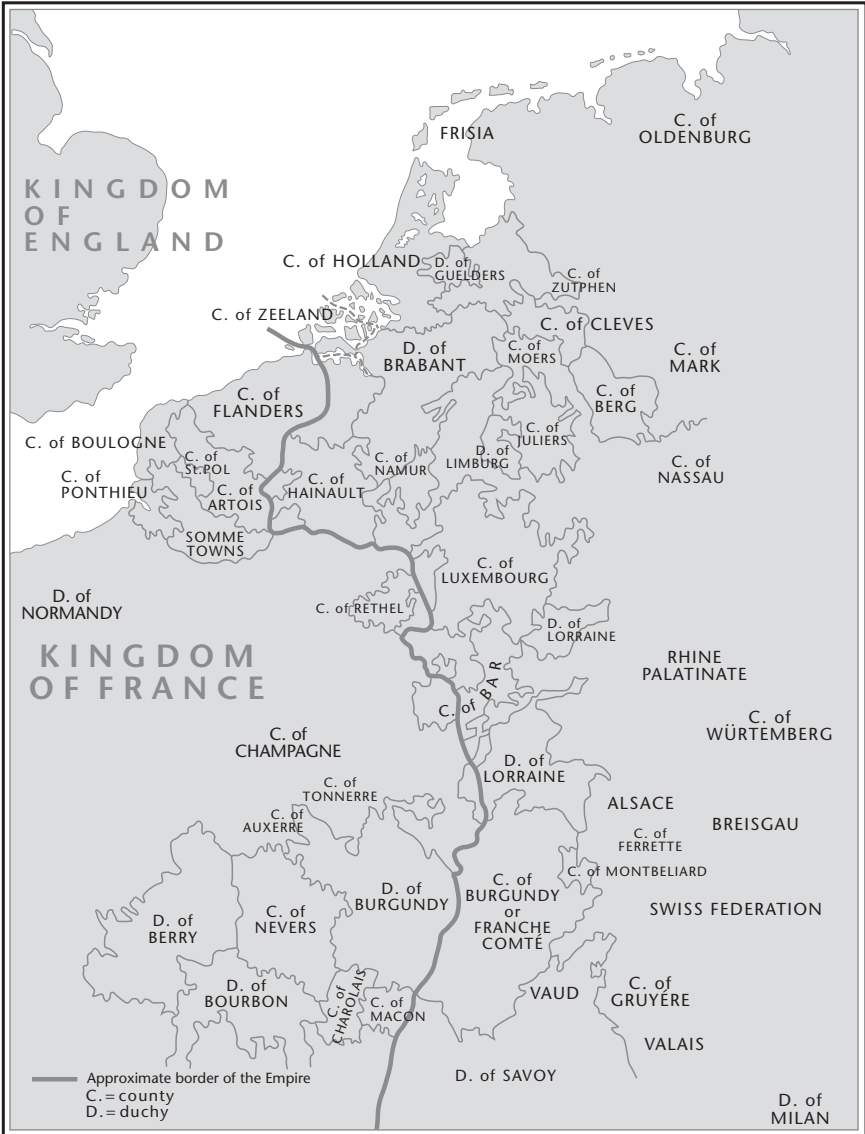 FRISIA
C. of
OLDENBURG
KINGDOM
OF
ENGLAND
C. of HOLLAND
D. of
GUELDERS
C. of
ZUTPHEN
C. of ZEELAND
C. of CLEVES
D. of
BRABANT
C. of
MOERS
C. of
MARK
C. of
BERG
C. of
FLANDERS
C. of BOULOGNE
C. of
St.POL
C. of
JULIERS
D. of
LIMBURG
C. of
NAMUR
C. of
HAINAULT
C. of
PONTHIEU
C. of
ARTOIS
C. of
NASSAU
SOMME
TOWNS
C. of
LUXEMBOURG
D. of
NORMANDY
C. of RETHEL
D. of
LORRAINE
KINGDOM
OF FRANCE
RHINE
PALATINATE
C. of BAR
C. of
WÜRTEMBERG
C. of
CHAMPAGNE
D. of
LORRAINE
C. of
TONNERRE
C. of
AUXERRE
ALSACE
BREISGAU
C. of
FERRETTE
C. of MONTBELIARD
D. of
BURGUNDY
C. of
BURGUNDY
or
FRANCHE
COMTÉ
SWISS FEDERATION
D. of
BERRY
C. of
NEVERS
D. of
BOURBON
C. of
CHAROLAIS
C. of
MACON
VAUD
C. of
GRUYÉRE
VALAIS
D. of SAVOY
D. of
MILAN
Approximate border of the Empire
C.= county
D.= duchy